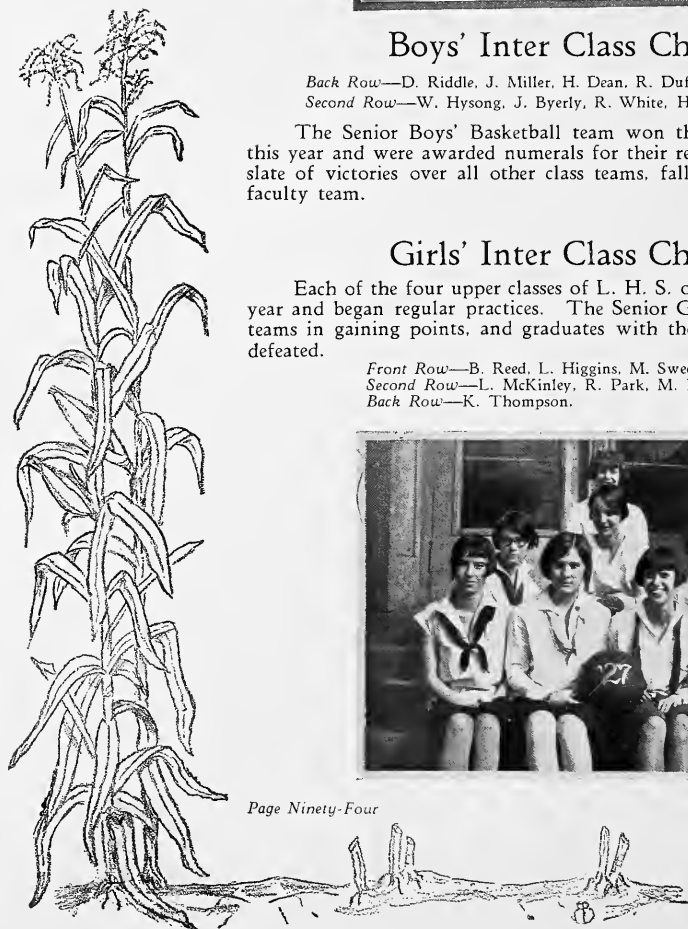 Boys' Inter Class Ch
Back Row—D. Riddle, J. Miller, H. Dean, R. Duf
Second Row—W. Hysong, J. Byerly, R. White, H
The Senior Boys' Basketball team won th
this year and were awarded numerals for their re
slate of victories over all other class teams, fall
faculty team.
Girls' Inter Class Ch
Each of the four upper classes of L. H. S. o
year and began regular practices. The Senior G
teams in gaining points, and graduates with the
defeated.
Front Row—B. Reed, L. Higgins, M. Swee
Second Row—L. McKinley, R. Park, M.
Back Row—K. Thompson.
'27
Page Ninety-Four